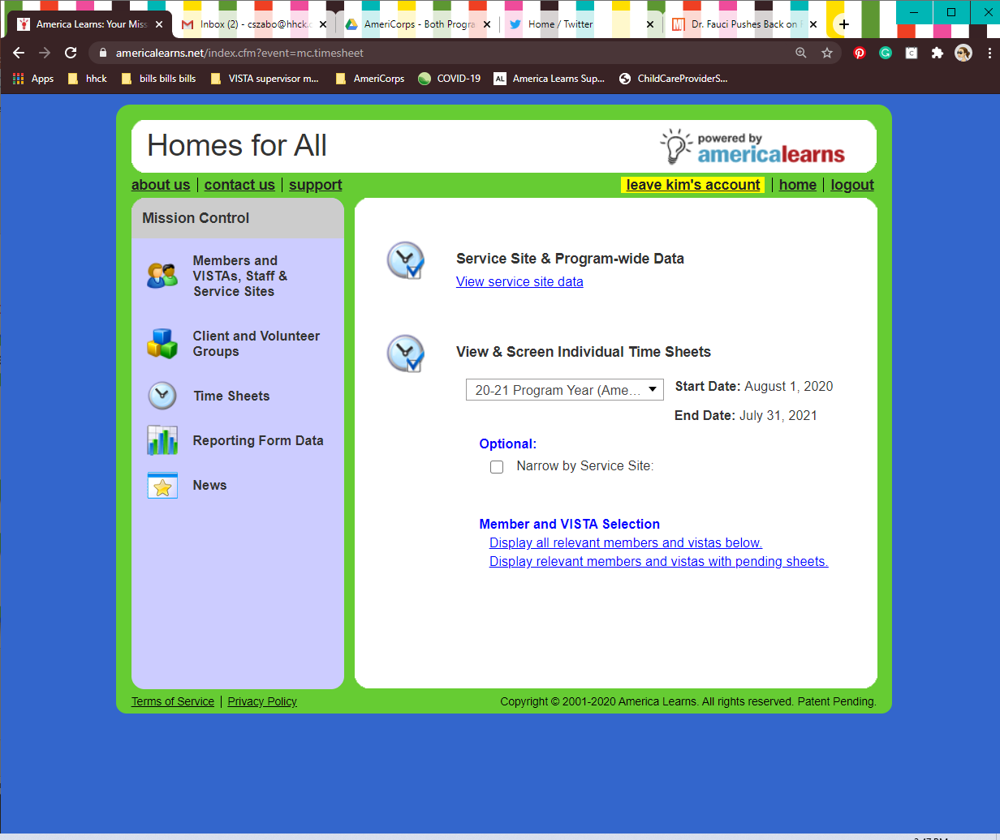 America Learns: Your Miss
Inbox (2) - cszabo@hhck.
AmeriCorps - Both Progra
Home / Twitter
Dr. Fauci Pushes Back on
americalearns.net/index.cfm?event=mc.timesheet
Apps
hhck
bills bills bills
VISTA supervisor m...
AmeriCorps
COVID-19
AL
America Learns Sup...
ChildCareProviderS...
Homes for All
powered by
americalearns
about us | contact us | support
leave kim's account | home | logout
Mission Control
Members and
VISTAs, Staff &
Service Sites
Client and Volunteer
Groups
Time Sheets
Reporting Form Data
News
Service Site & Program-wide Data
View service site data
View & Screen Individual Time Sheets
20-21 Program Year (Ame...
Start Date: August 1, 2020
End Date: July 31, 2021
Optional:
Narrow by Service Site:
Member and VISTA Selection
Display all relevant members and vistas below.
Display relevant members and vistas with pending sheets.
Terms of Service | Privacy Policy
Copyright © 2001-2020 America Learns. All rights reserved. Patent Pending.